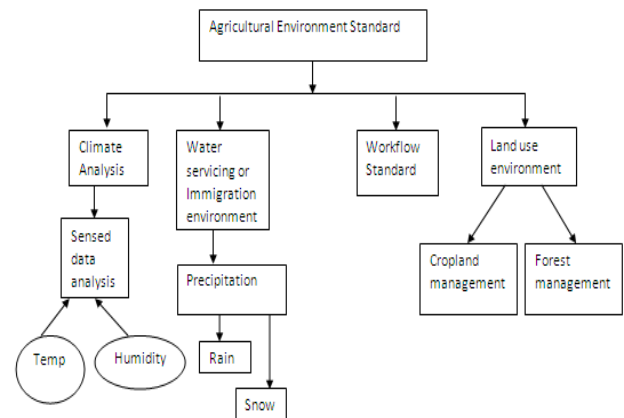 Agricultural Environment Standard
Climate
Analysis
Water
servicing or
Immigration
environment
Workflow
Standard
Land use
environment
Sensed
data
analysis
Precipitation
Cropland
management
Forest
management
Temp
Humidity
Rain
Snow